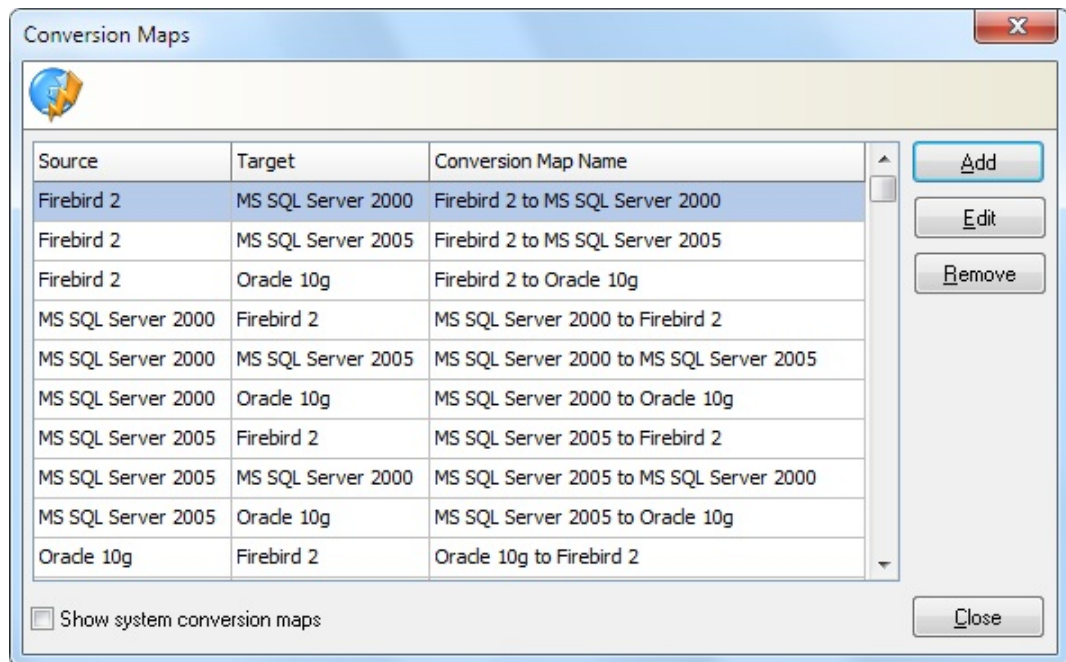 Conversion Maps
Source Target Conversion Map Name
Firebird 2 MS SQL Server 2000 Firebird 2 to MS SQL Server 2000
Firebird 2 MS SQL Server 2005 Firebird 2 to MS SQL Server 2005
Firebird 2 Oracle 10g Firebird 2 to Oracle 10g
MS SQL Server 2000 Firebird 2 MS SQL Server 2000 to Firebird 2
MS SQL Server 2000 MS SQL Server 2005 MS SQL Server 2000 to MS SQL Server 2005
MS SQL Server 2000 Oracle 10g MS SQL Server 2000 to Oracle 10g
MS SQL Server 2005 Firebird 2 MS SQL Server 2005 to Firebird 2
MS SQL Server 2005 MS SQL Server 2000 MS SQL Server 2005 to MS SQL Server 2000
MS SQL Server 2005 Oracle 10g MS SQL Server 2005 to Oracle 10g
Oracle 10g Firebird 2 Oracle 10g to Firebird 2
Add
Edit
Remove
Show system conversion maps
Close